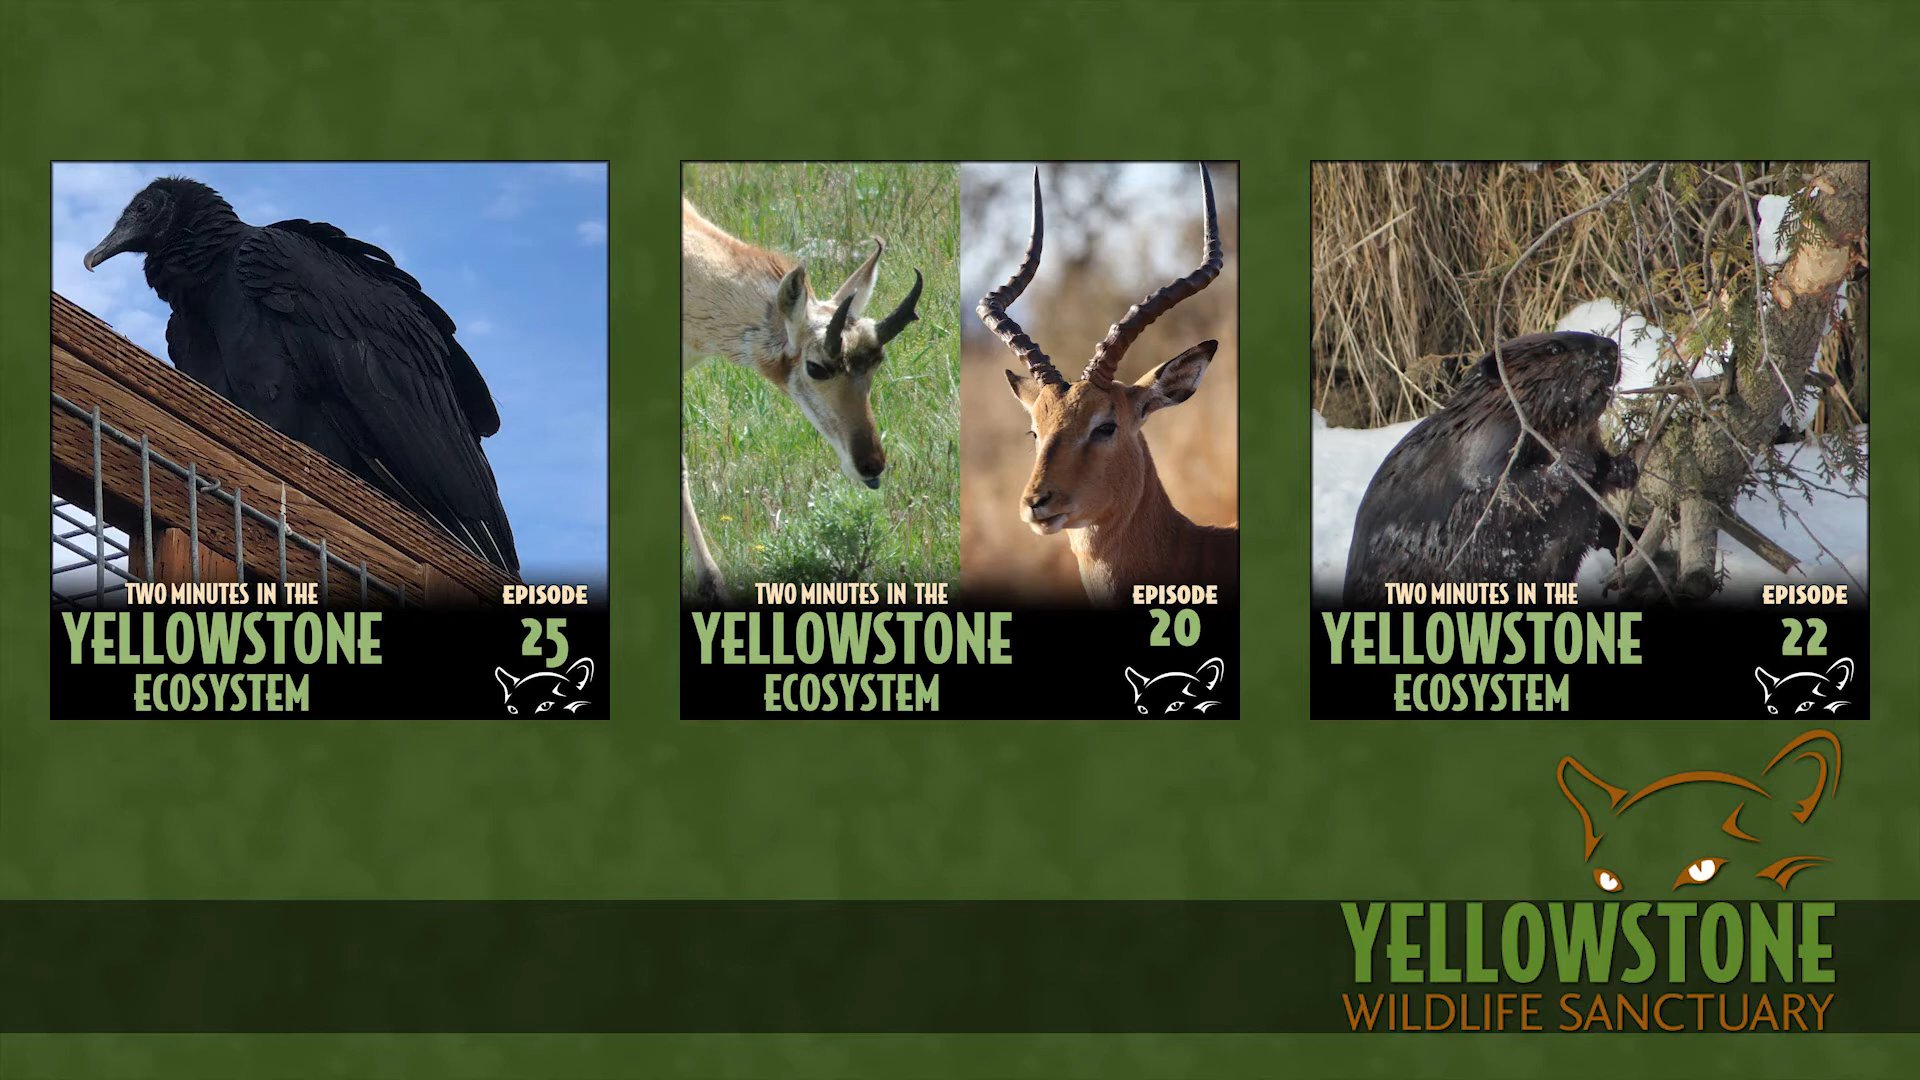 TWO MINUTES IN THE
YELLOWSTONE
ECOSYSTEM
EPISODE
25
TWO MINUTES IN THE
YELLOWSTONE
ECOSYSTEM
EPISODE
20
TWO MINUTES IN THE
YELLOWSTONE
ECOSYSTEM
EPISODE
22
YELLOWSTONE
WILDLIFE SANCTUARY